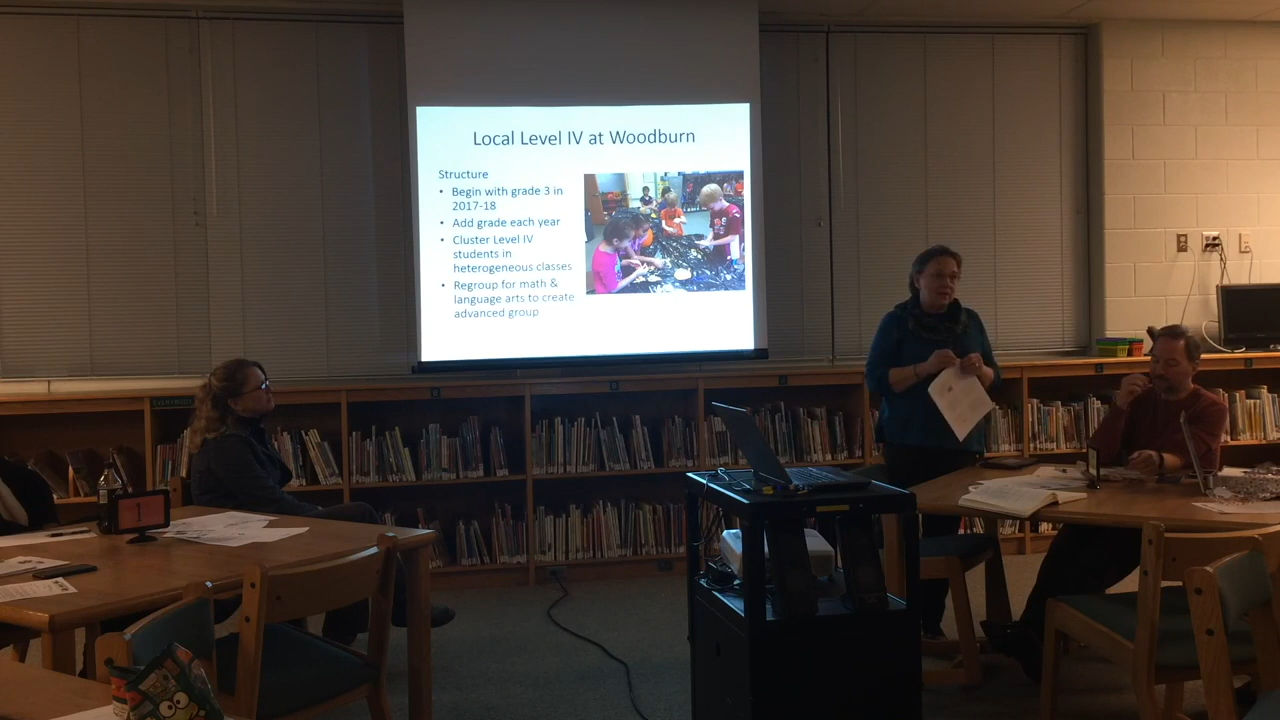 Local Level IV at Woodburn
Structure
• Begin with grade 3 in
2017-18
• Add grade each year
• Cluster Level IV
students in
heterogeneous classes
• Regroup for math &
language arts to create
advanced group
EVERYBODY
1